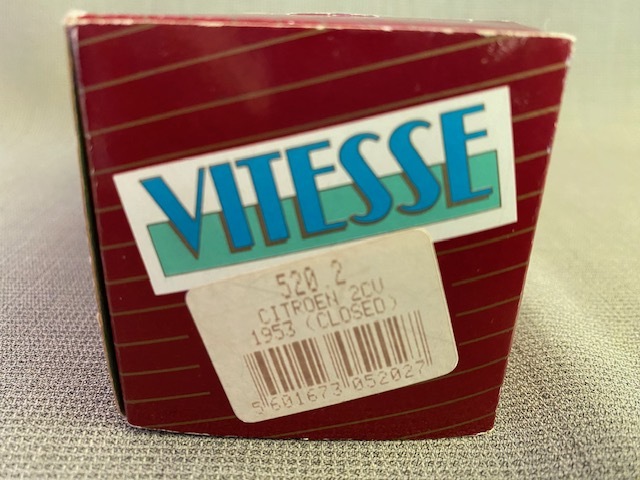 VITESSE
520.2
CITROEN 2CV
1953 (CLOSED)
5 601673 052027